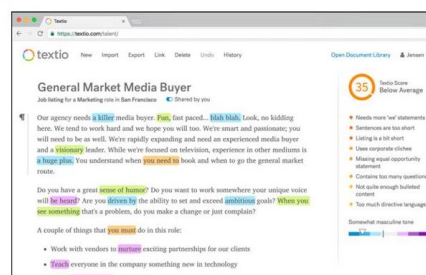 Textio
https://textio.com/talent/
textio New Import Export Link Delete Undo History Open Document Library Jensen
General Market Media Buyer
Job listing for a Marketing role in San Francisco Shared by you
Our agency needs a killer media buyer. Fun, fast paced... blah blah. Look, no kidding
here. We tend to work hard and we hope you will too. We're smart and passionate; you
will need to be as well. We're rapidly expanding and need an experienced media buyer
and a visionary leader. While we're focused on television, experience in other mediums is
a huge plus. You understand when you need to book and when to go the general market
route.
Do you have a great sense of humor? Do you want to work somewhere your unique voice
will be heard? Are you driven by the ability to set and exceed ambitious goals? When you
see something that's a problem, do you make a change or just complain?
A couple of things that you must do in this role:
• Work with vendors to nurture exciting partnerships for our clients
• Teach everyone in the company something new in technology
35
Textio Score
Below Average
Needs more 'we' statements
Sentences are too short
Listing is a bit short
Uses corporate cliches
Missing equal opportunity
statement
Contains too many question
Not quite enough bulleted
content
Too much directive languag
Somewhat masculine tone